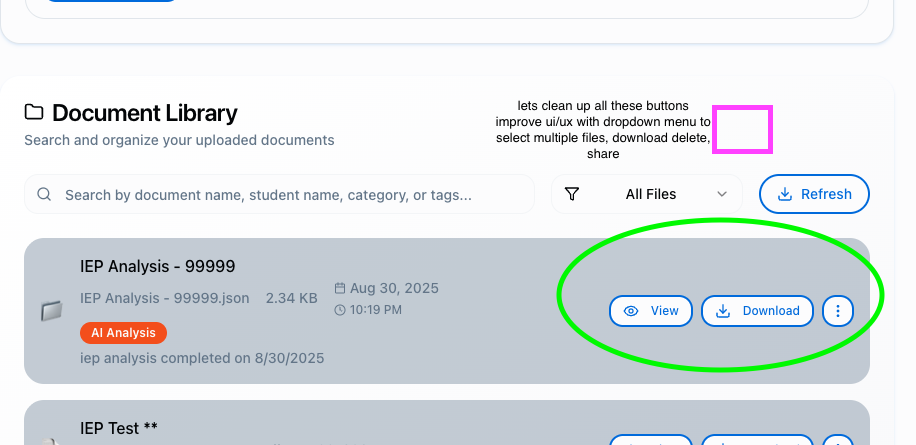 Document Library
lets clean up all these buttons
improve ui/ux with dropdown menu to
select multiple files, download delete,
share
Search and organize your uploaded documents
Search by document name, student name, category, or tags...
All Files
Refresh
IEP Analysis - 99999
IEP Analysis - 99999.json 2.34 KB
Aug 30, 2025
10:19 PM
AI Analysis
iep analysis completed on 8/30/2025
View
Download
IEP Test **